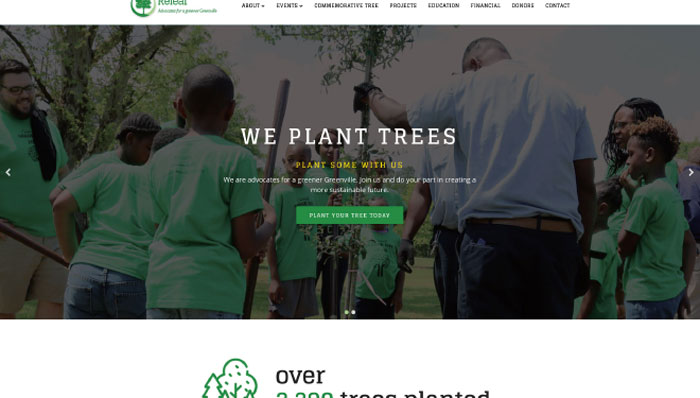 Releaf
Advocates for a greener Greenville
ABOUT EVENTS COMMEMORATIVE TREE PROJECTS EDUCATION FINANCIAL DONORS CONTACT
WE PLANT TREES
PLANT SOME WITH US
We are advocates for a greener Greenville. Join us and do your part in creating a
more sustainable future.
PLANT YOUR TREE TODAY
over
trees planted